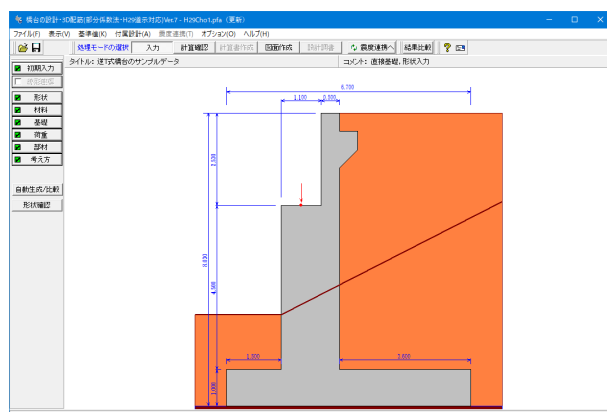 橋台の設計・3D配筋(部分係数法・H29道示対応)Ver.7 - H29Cho1.pfa（更新）
ファイル(F) 表示(V) 基準値(K) 付属設計(A) 震度連携(T) オプション(O) ヘルプ(H)
処理モードの選択 入力 計算確認 計算書作成 図面作成 設計調書 震度連携へ 結果比較
タイトル: 逆T式橋台のサンプルデータ コメント: 直接基礎,形状入力
初期入力
形状
材料
基礎
荷重
部材
考え方
自動生成/比較
形状確認
6.700
1.100
0.500
2.530
8.030
4.500
1.500
3.600
1.000